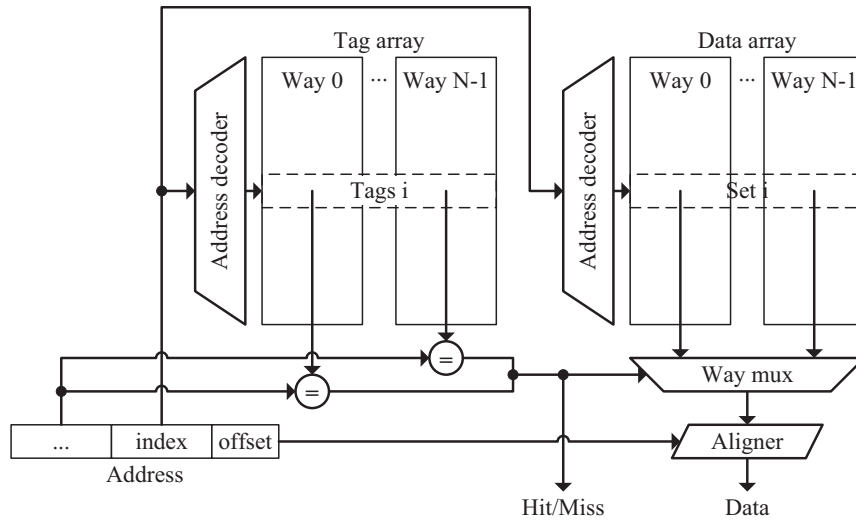 Tag array
Data array
Way 0 ... Way N-1
Way 0 ... Way N-1
Address decoder
Tags i
Address decoder
Set i
=
=
Way mux
... index offset
Aligner
Address
Hit/Miss
Data